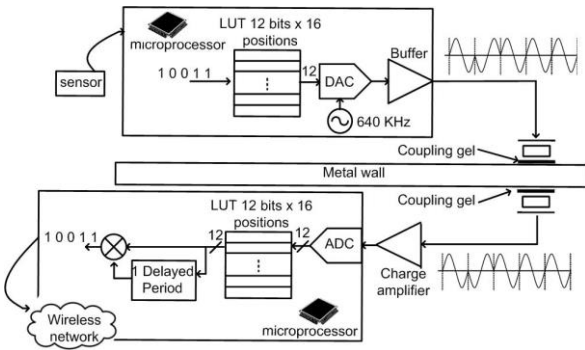 LUT 12 bits x 16
positions
microprocessor
Buffer
1 0 0 1 1
12
DAC
sensor
640 KHz
Coupling gel
Metal wall
Coupling gel
LUT 12 bits x 16
positions
1 0 0 1 1
12
12
ADC
1 Delayed
Period
Charge
amplifier
microprocessor
Wireless
network